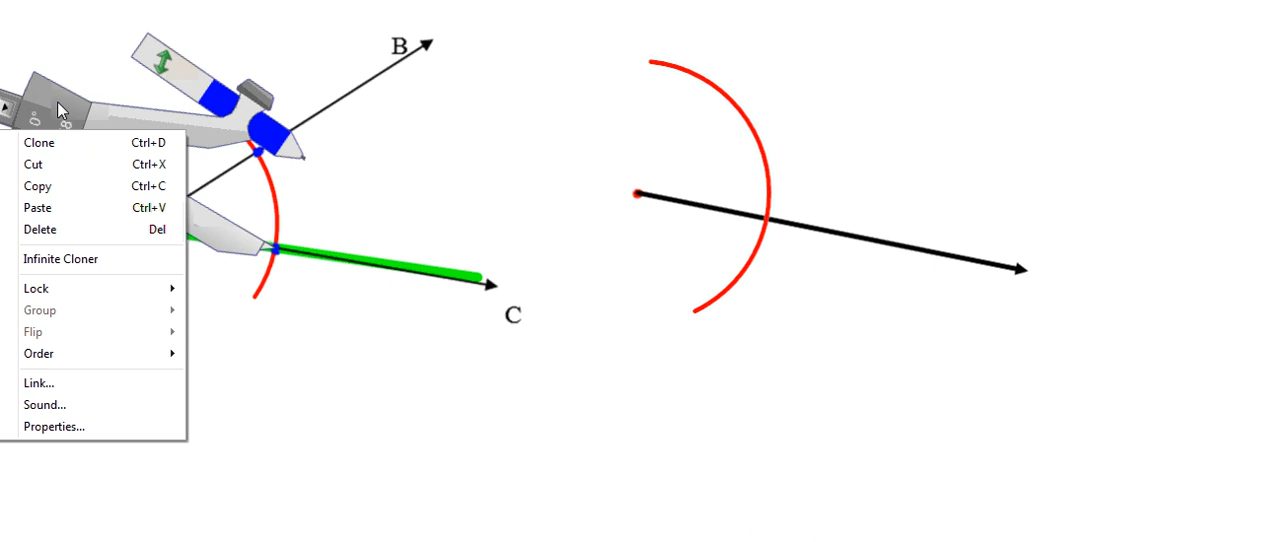 B
0°
Clone Ctrl+D
Cut Ctrl+X
Copy Ctrl+C
Paste Ctrl+V
Delete Del
Infinite Cloner
Lock
Group
Flip
Order
Link...
Sound...
Properties...
C